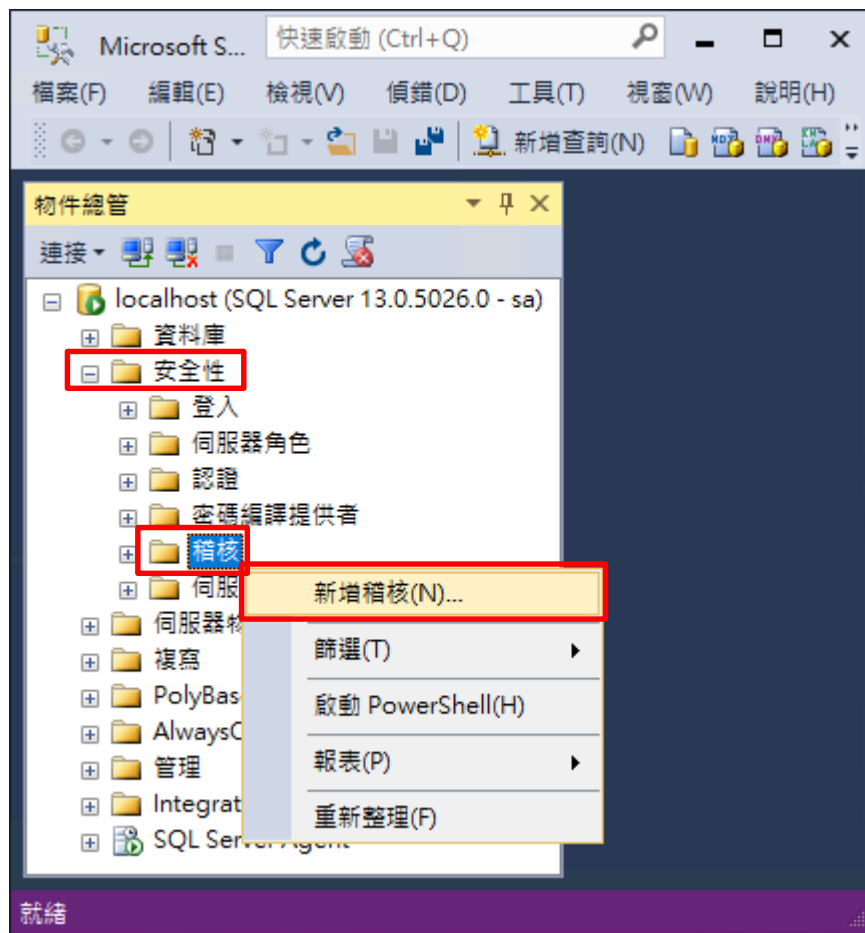 Microsoft S... 快速啟動 (Ctrl+Q)
檔案(F) 編輯(E) 檢視(V) 偵錯(D) 工具(T) 視窗(W) 說明(H)
新增查詢(N) MDX DMX
物件總管
連接
localhost (SQL Server 13.0.5026.0 - sa)
資料庫
安全性
登入
伺服器角色
認證
密碼編譯提供者
稽核
伺服
新增稽核(N)...
伺服器物
篩選(T)
複寫
PolyBas
啟動 PowerShell(H)
AlwaysO
報表(P)
管理
Integrat
重新整理(F)
SQL Server Agent
就緒